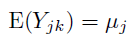 E(Y_{jk}) = μ_j